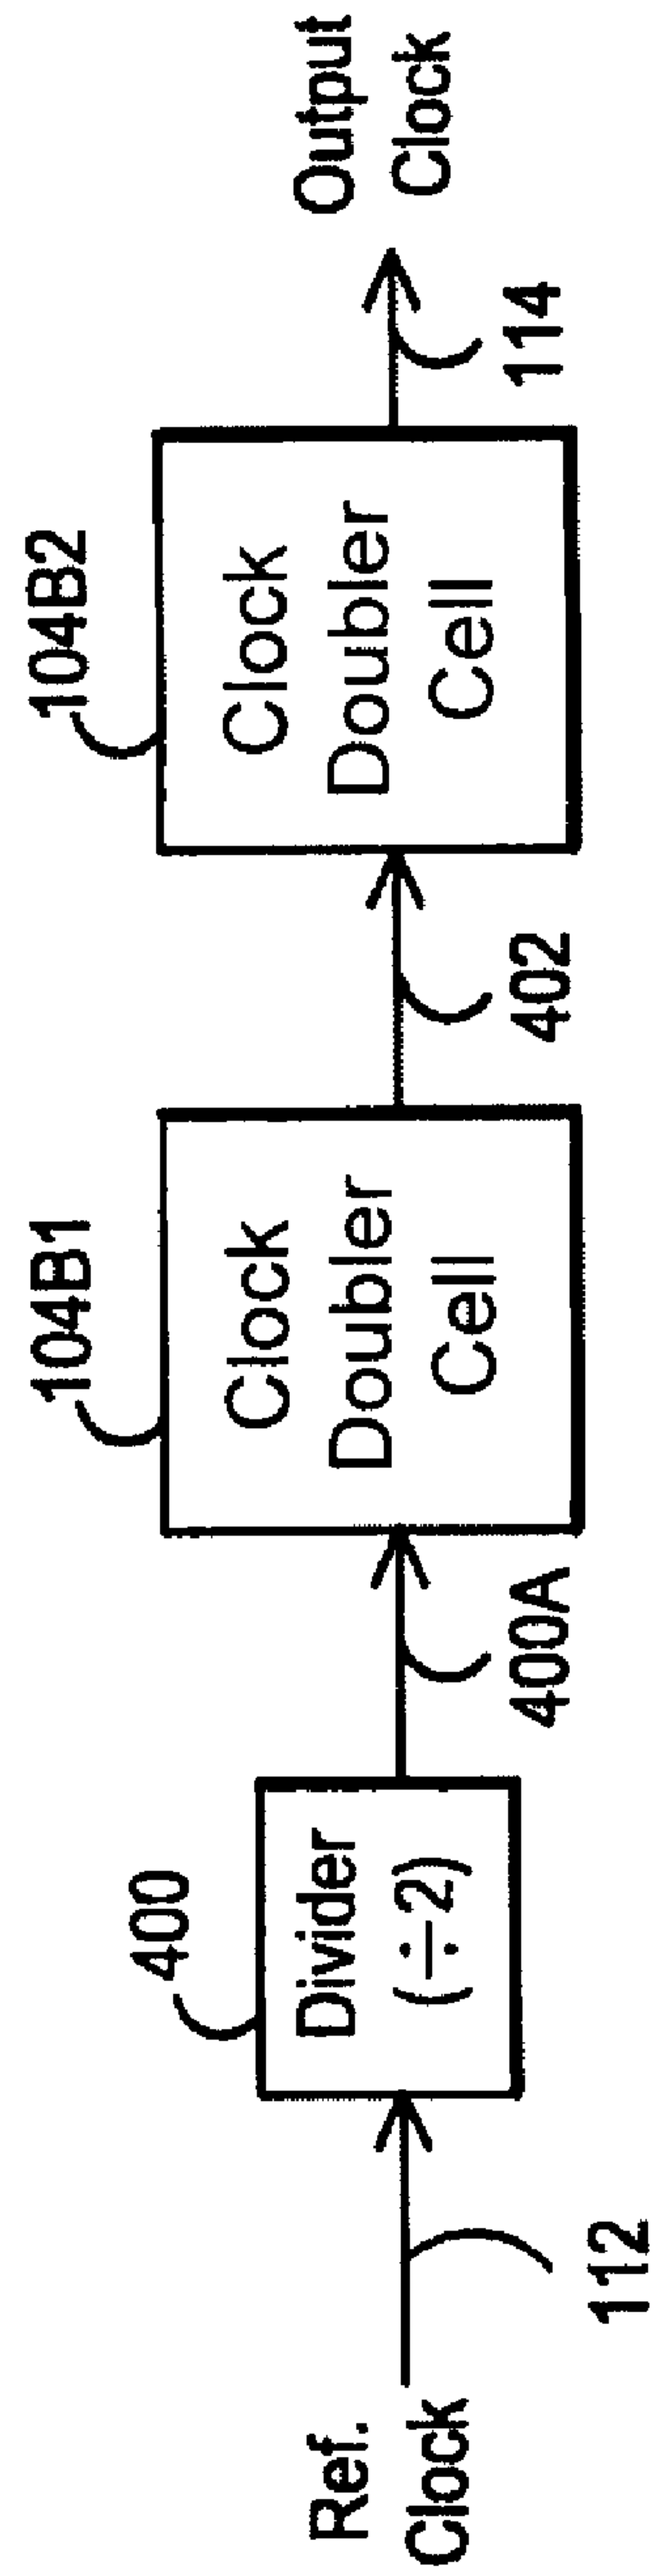 Ref.
Clock
112
400
Divider
(÷2)
400A
104B1
Clock
Doubler
Cell
402
104B2
Clock
Doubler
Cell
114
Output
Clock